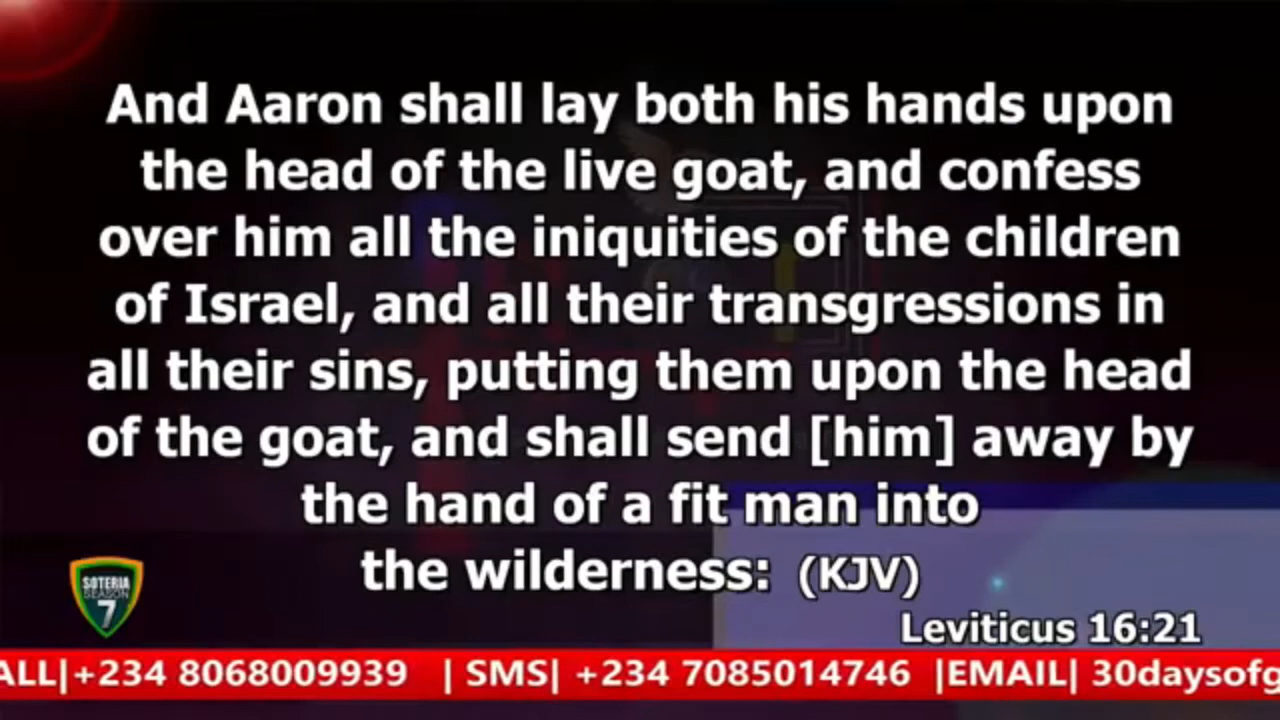 And Aaron shall lay both his hands upon
the head of the live goat, and confess
over him all the iniquities of the children
of Israel, and all their transgressions in
all their sins, putting them upon the head
of the goat, and shall send [him] away by
the hand of a fit man into
the wilderness: (KJV)
Leviticus 16:21
SOTERIA
SEASON
7
ALL|+234 8068009939 | SMS| +234 7085014746 |EMAIL| 30daysofg